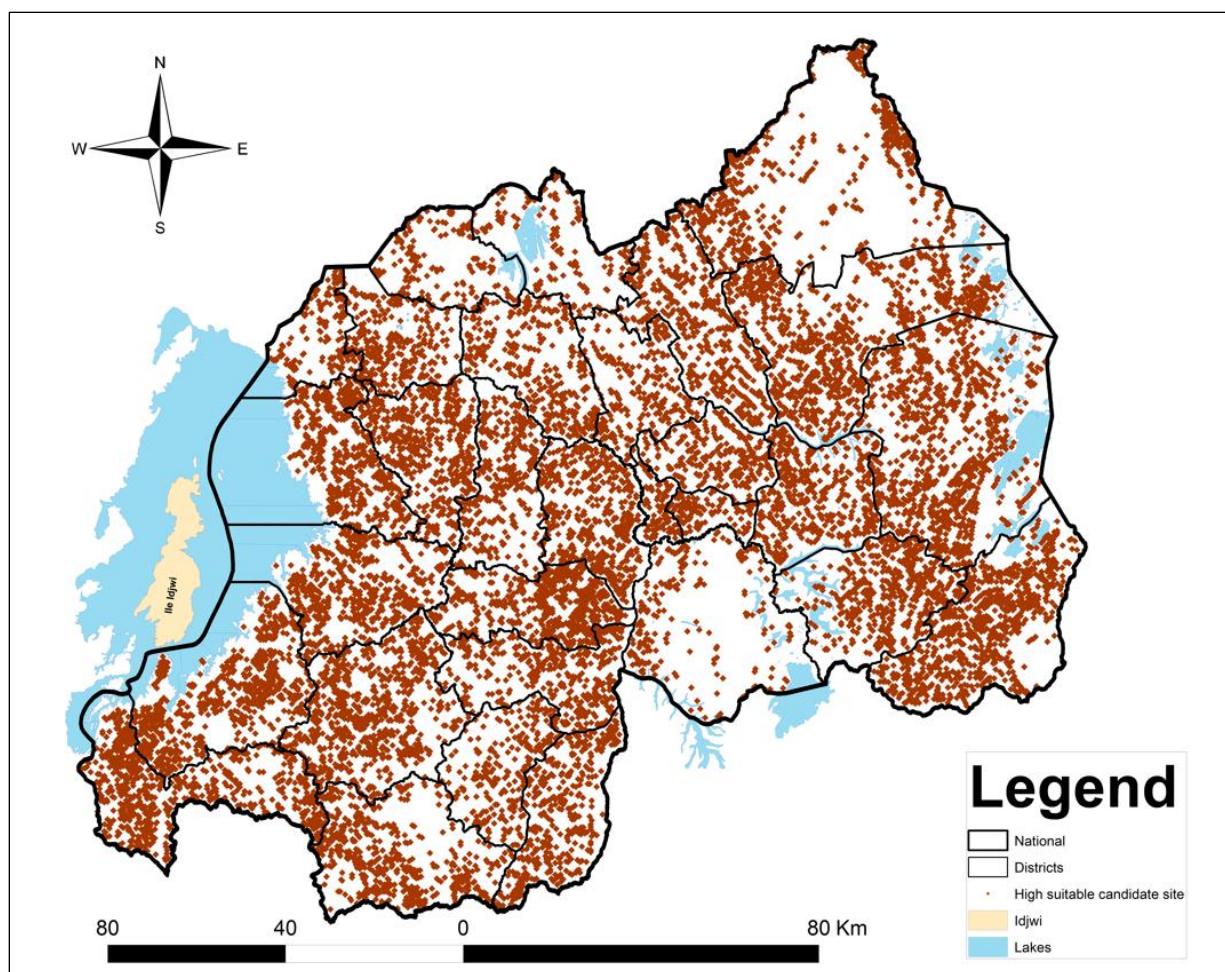 N
W E
S
Ile Idjwi
Legend
National
Districts
High suitable candidate site
Idjwi
Lakes
80 40 0 80 Km